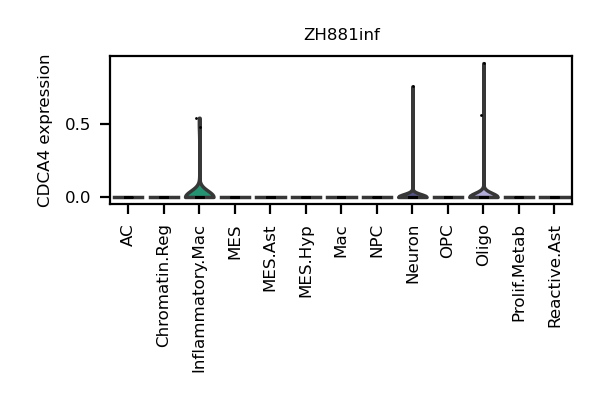 ZH881inf
CDCA4 expression
0.5
0.0
AC
Chromatin.Reg
Inflammatory.Mac
MES
MES.Ast
MES.Hyp
Mac
NPC
Neuron
OPC
Oligo
Prolif.Metab
Reactive.Ast